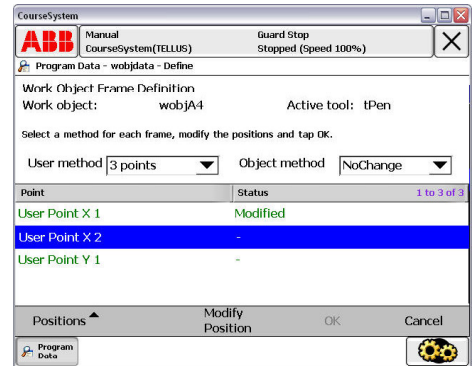 CourseSystem
ABB
Manual
CourseSystem(TELLUS)
Guard Stop
Stopped (Speed 100%)
Program Data - wobjdata - Define
Work Object Frame Definition
Work object: wobjA4 Active tool: tPen
Select a method for each frame, modify the positions and tap OK.
User method 3 points Object method NoChange
Point Status 1 to 3 of 3
User Point X 1 Modified
User Point X 2 -
User Point Y 1 -
Positions Modify Position OK Cancel
Program Data